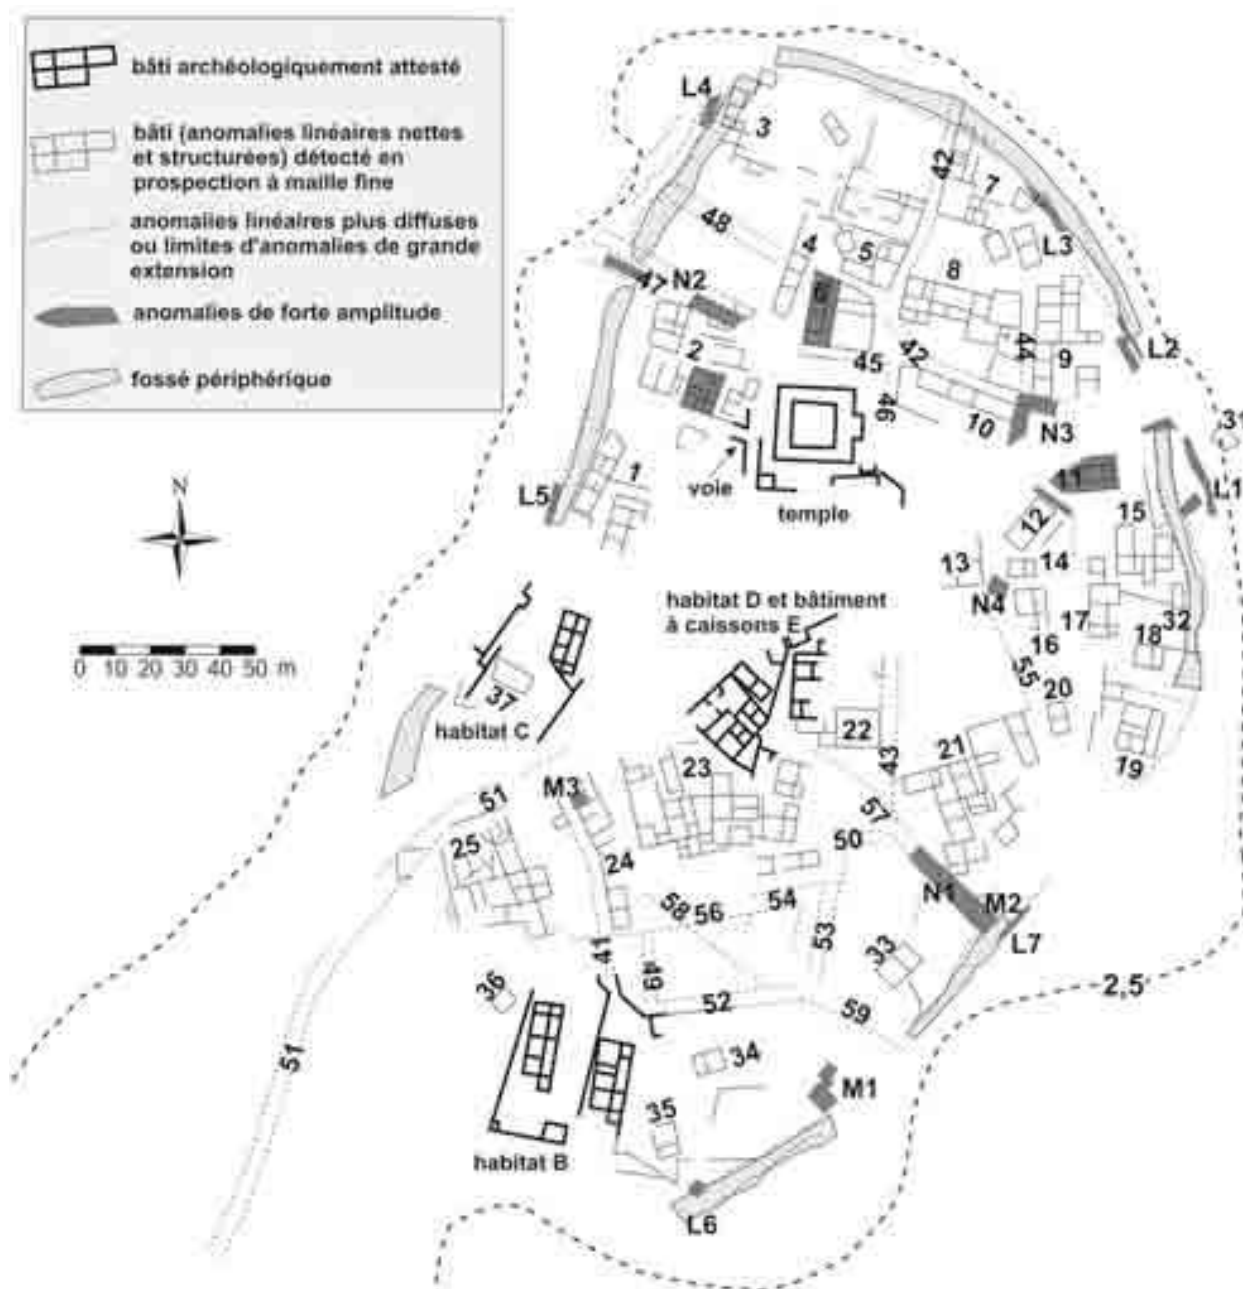 bâti archéologiquement attesté
bâti (anomalies linéaires nettes
et structurées) détecté en
prospection à maille fine
anomalies linéaires plus diffuses
ou limites d'anomalies de grande
extension
anomalies de forte amplitude
fossé périphérique
L4
3
42
7
L3
48
4
5
8
47
N2
6
2
45
42
44
9
L2
46
10
N3
31
1
voie
temple
11
L1
L5
12
15
13
14
N4
N
habitat D et bâtiment
à caissons E
16
17
18
32
0 10 20 30 40 50 m
55
20
37
habitat C
22
43
21
19
23
M3
51
57
50
25
24
N1
M2
58
56
54
53
L7
33
41
49
2,5
36
52
59
51
34
M1
35
habitat B
L6